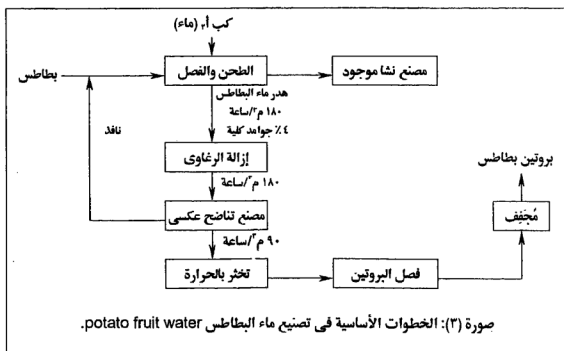 كب أ٢ (ماء)
بطاطس
الطحن والفصل
مصنع نشا موجود
هدر ماء البطاطس
١٨٠ م٣/ساعة
٤٪ جوامد كلية
نافذ
إزالة الرغاوى
١٨٠ م٣/ساعة
مصنع تناضح عكسى
٩٠ م٣/ساعة
تخثر بالحرارة
فصل البروتين
مُجَفِف
بروتين بطاطس
صورة (٣): الخطوات الأساسية فى تصنيع ماء البطاطس potato fruit water.